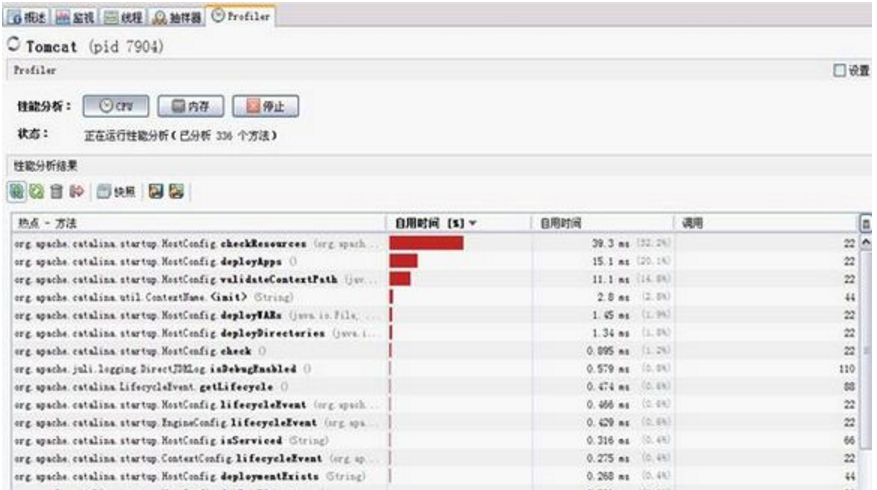 概述 监视 线程 抽样器 Profiler
Tomcat (pid 7904)
Profiler 设置
性能分析： CPU 内存 停止
状态： 正在运行性能分析(已分析 336 个方法)
性能分析结果
快照
热点 - 方法 自用时间 [%] 自用时间 调用
org.apache.catalina.startup.HostConfig.checkResources (org.apach... 39.3 ms 22
org.apache.catalina.startup.HostConfig.deployApps () 15.1 ms (20.1%) 22
org.apache.catalina.startup.HostConfig.validateContextPath (jav... 11.1 ms (14.8%) 22
org.apache.catalina.util.ContextName.<init> (String) 2.8 ms 44
org.apache.catalina.startup.HostConfig.deployWARs (java.io.File, ... 1.45 ms (1.9%) 22
org.apache.catalina.startup.HostConfig.deployDirectories (java.i... 1.34 ms (1.8%) 22
org.apache.catalina.startup.HostConfig.check () 0.895 ms (1.2%) 22
org.apache.juli.logging.DirectJDKLog.isDebugEnabled () 0.579 ms (0.8%) 110
org.apache.catalina.LifecycleEvent.getLifecycle () 0.474 ms (0.6%) 88
org.apache.catalina.startup.HostConfig.lifecycleEvent (org.apach... 0.466 ms (0.6%) 22
org.apache.catalina.startup.EngineConfig.lifecycleEvent (org.apa... 0.429 ms (0.6%) 22
org.apache.catalina.startup.HostConfig.isServiced (String) 0.316 ms (0.4%) 66
org.apache.catalina.startup.ContextConfig.lifecycleEvent (org.ap... 0.275 ms (0.4%) 22
org.apache.catalina.startup.HostConfig.deploymentExists (String) 0.268 ms (0.4%) 44